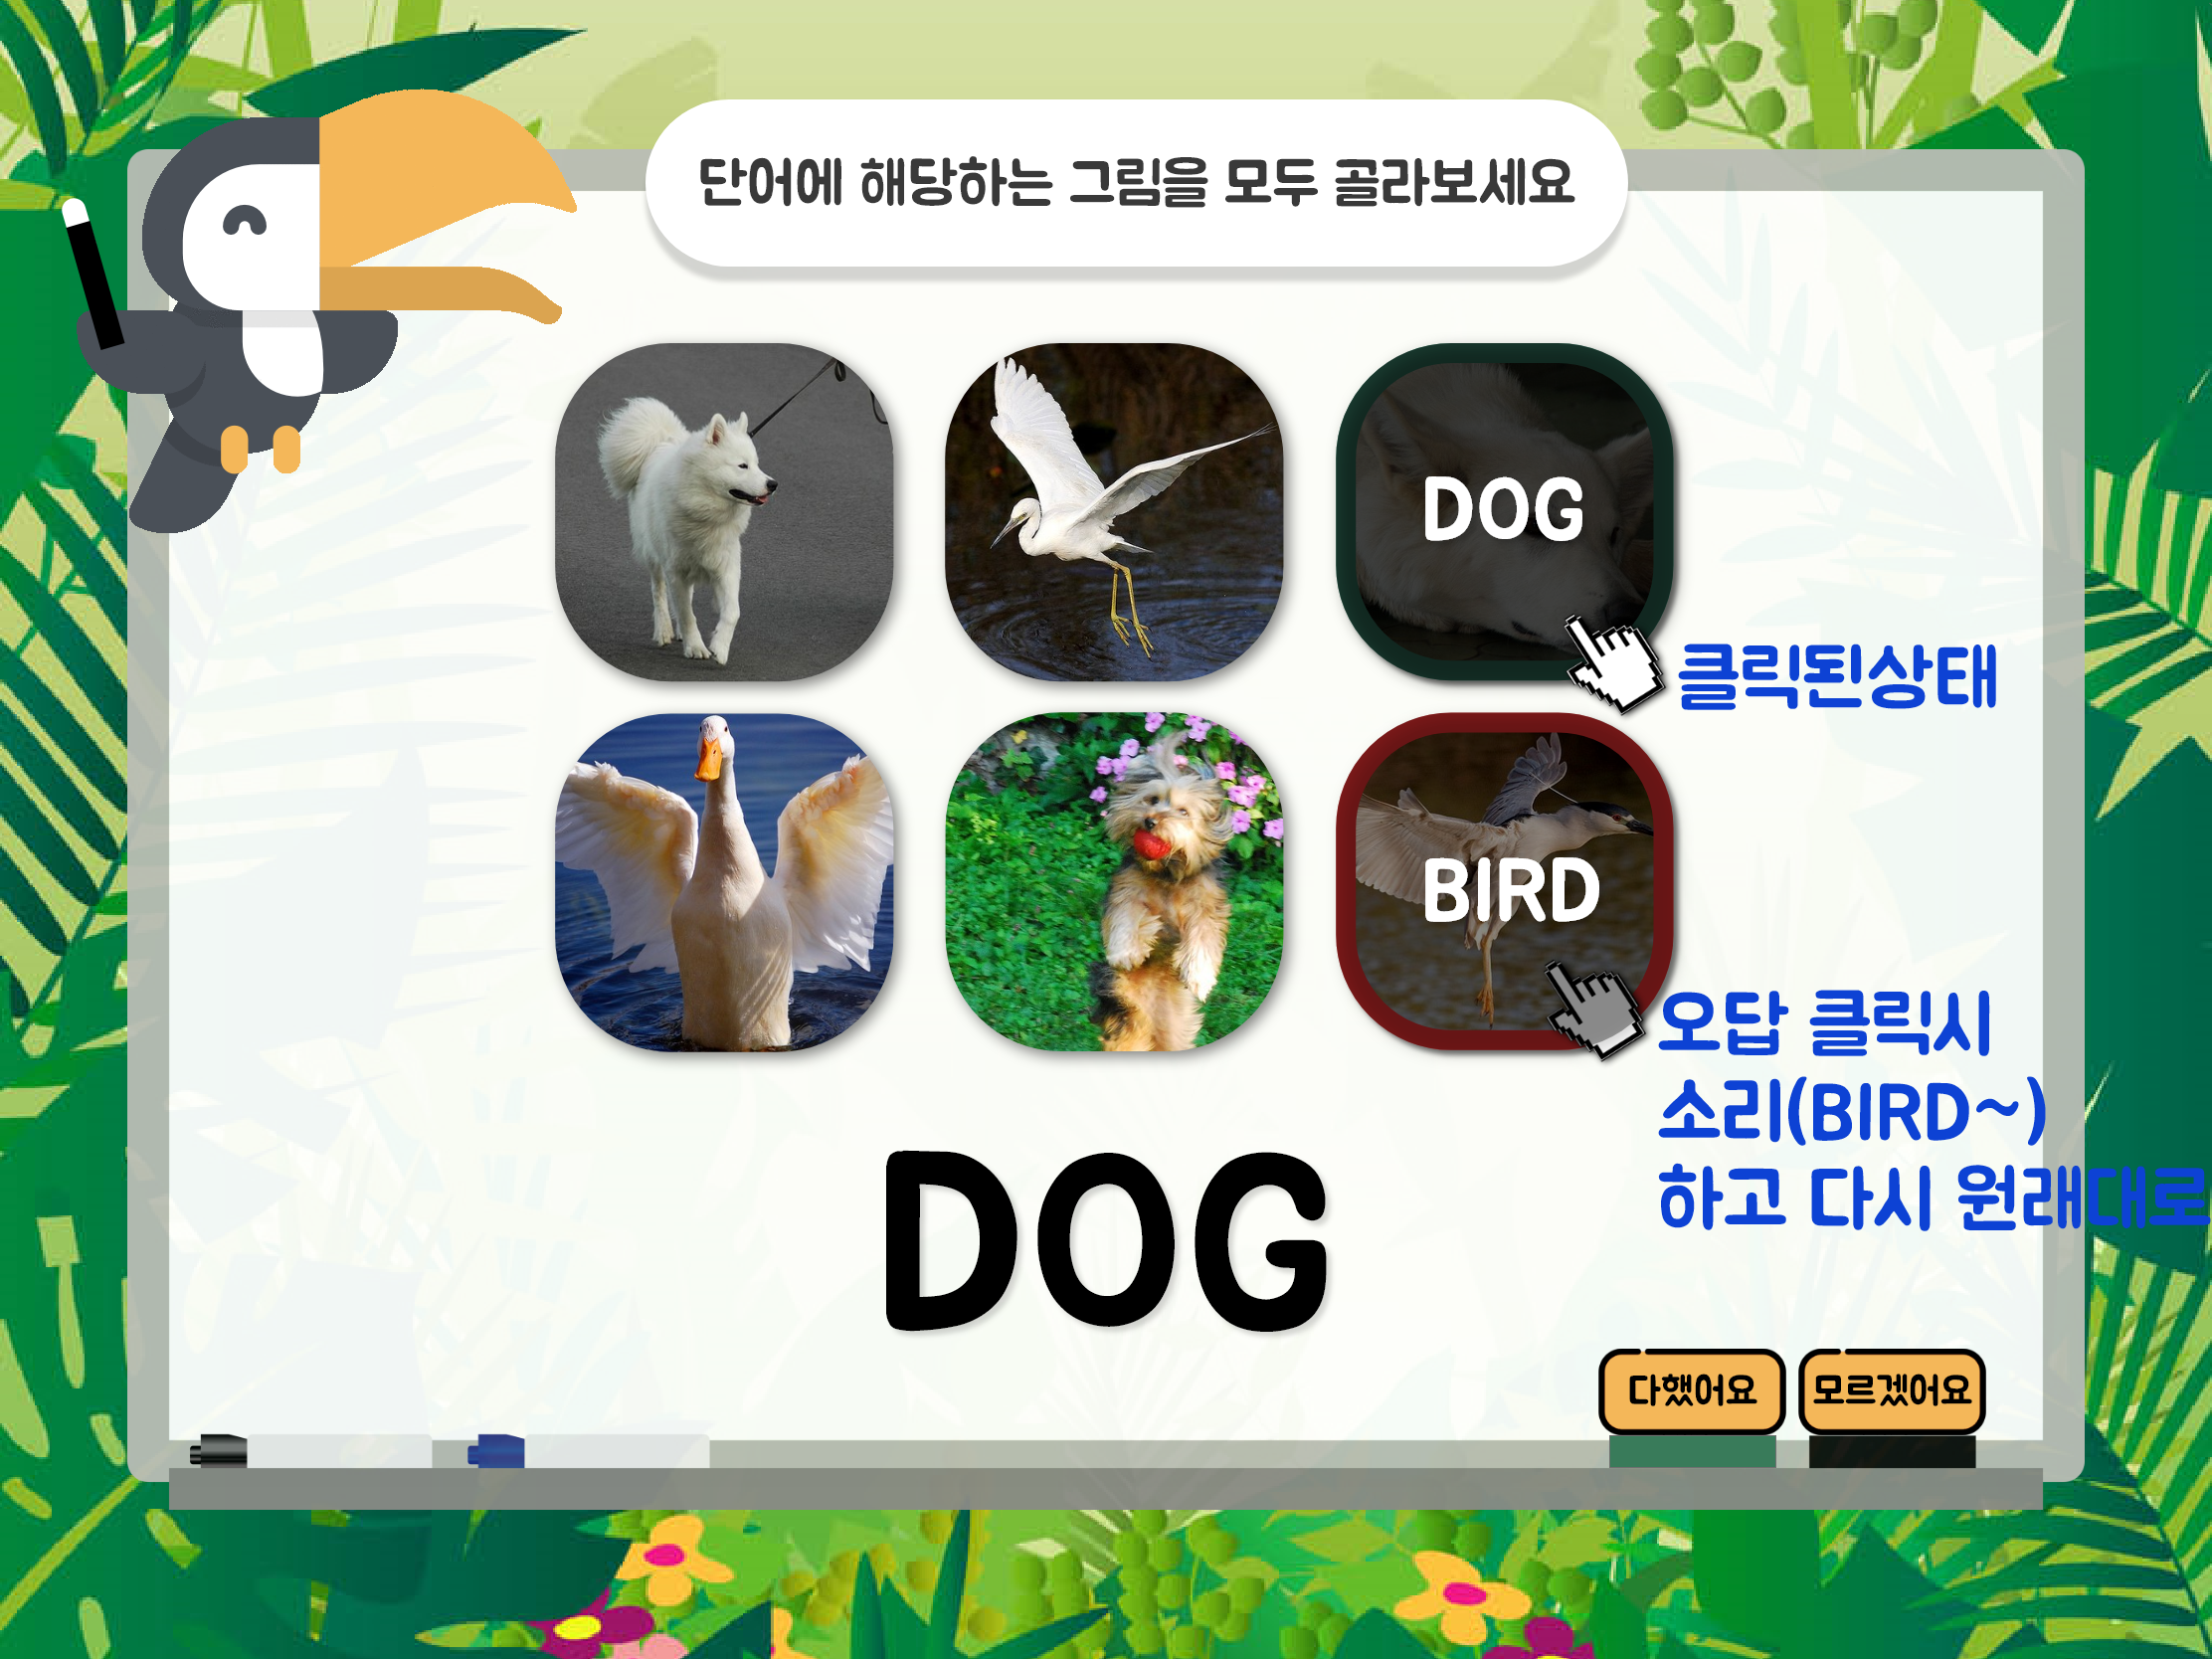 단어에 해당하는 그림을 모두 골라보세요
DOG
클릭된상태
BIRD
오답 클릭시
소리(BIRD~)
하고 다시 원래대로
DOG
다했어요
모르겠어요